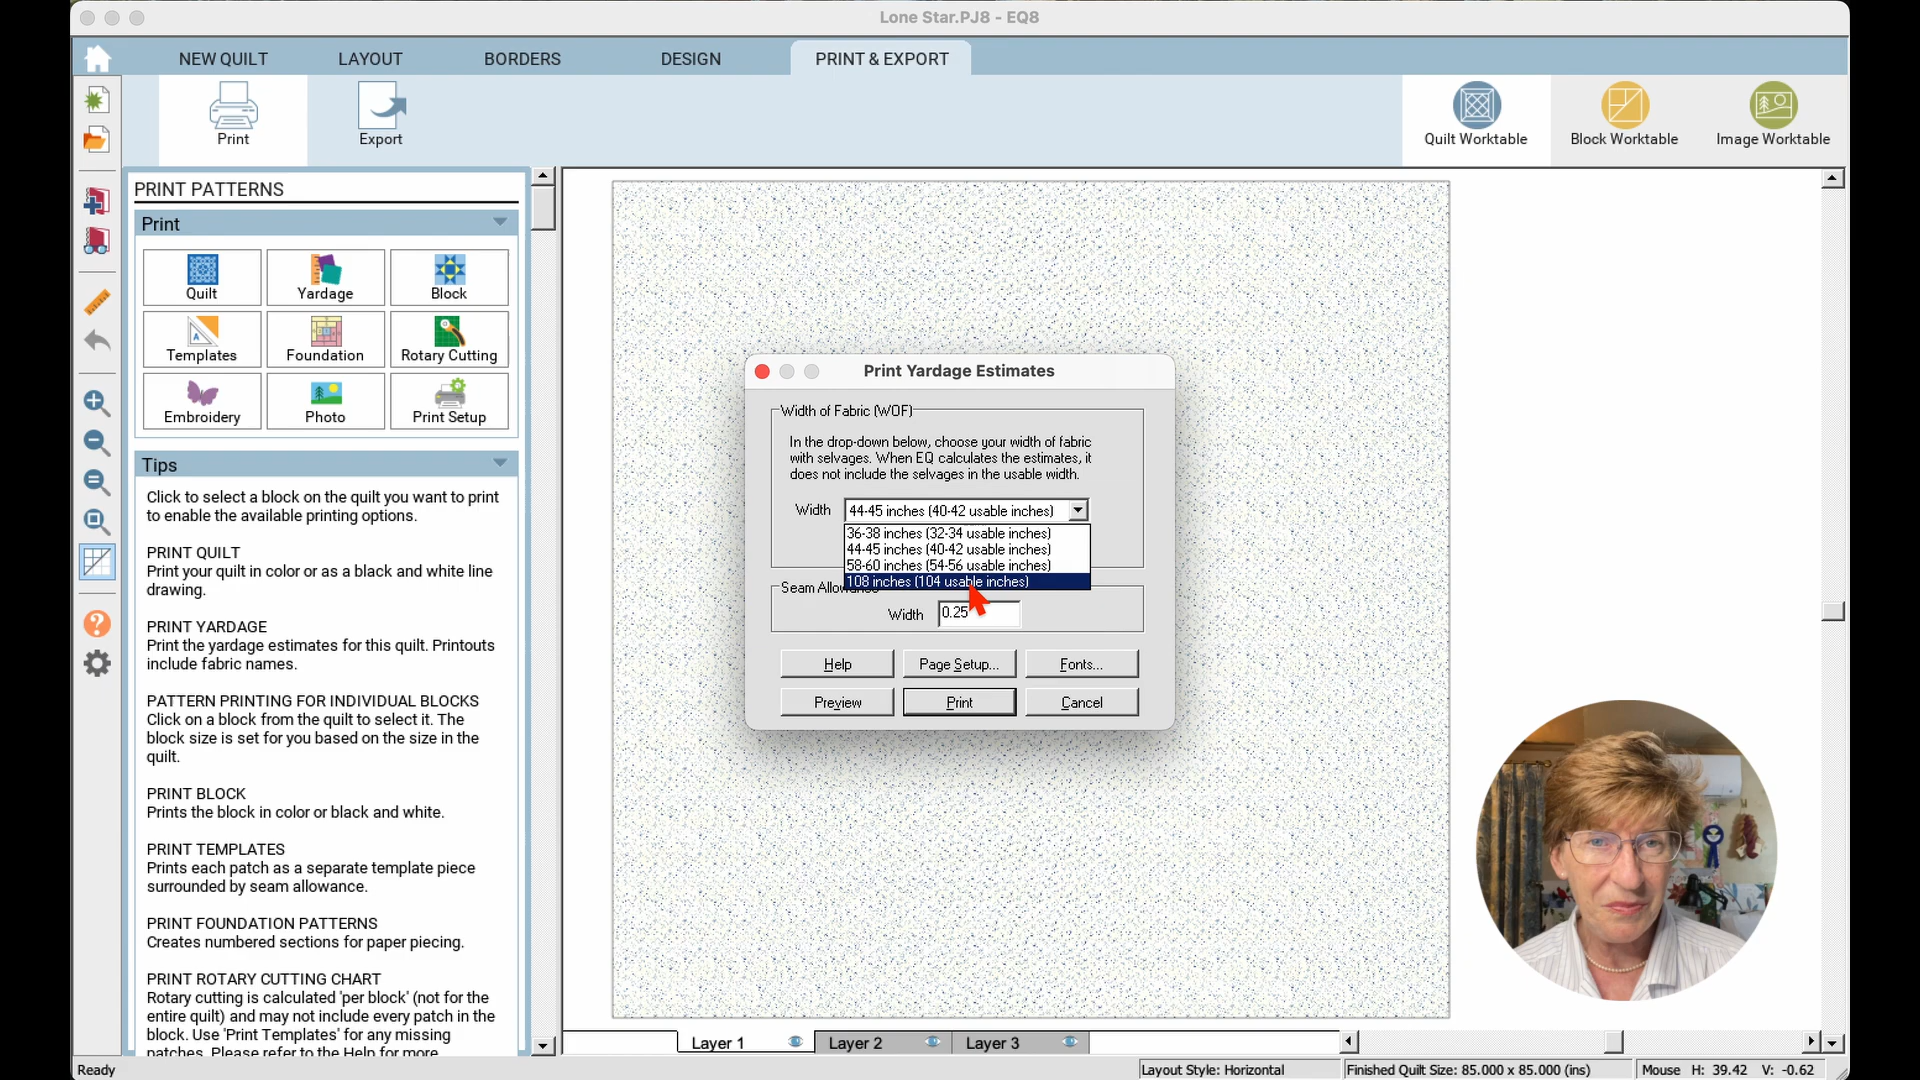 Lone Star.PJ8 - EQ8
NEW QUILT
LAYOUT
BORDERS
DESIGN
PRINT & EXPORT
Print
Export
Quilt Worktable
Block Worktable
Image Worktable
PRINT PATTERNS
Print
Quilt
Yardage
Block
Templates
Foundation
Rotary Cutting
Embroidery
Photo
Print Setup
Tips
Click to select a block on the quilt you want to print
to enable the available printing options.
PRINT QUILT
Print your quilt in color or as a black and white line
drawing.
PRINT YARDAGE
Print the yardage estimates for this quilt. Printouts
include fabric names.
PATTERN PRINTING FOR INDIVIDUAL BLOCKS
Click on a block from the quilt to select it. The
block size is set for you based on the size in the
quilt.
PRINT BLOCK
Prints the block in color or black and white.
PRINT TEMPLATES
Prints each patch as a separate template piece
surrounded by seam allowance.
PRINT FOUNDATION PATTERNS
Creates numbered sections for paper piecing.
PRINT ROTARY CUTTING CHART
Rotary cutting is calculated 'per block' (not for the
entire quilt) and may not include every patch in the
block. Use 'Print Templates' for any missing
patches. Please refer to the Help for more
Print Yardage Estimates
Width of Fabric (WOF)
In the drop-down below, choose your width of fabric
with selvages. When EQ calculates the estimates, it
does not include the selvages in the usable width.
Width
44-45 inches (40-42 usable inches)
36-38 inches (32-34 usable inches)
44-45 inches (40-42 usable inches)
58-60 inches (54-56 usable inches)
108 inches (104 usable inches)
Seam Allowance
Width
0.25
Help
Page Setup...
Fonts...
Preview
Print
Cancel
Layer 1
Layer 2
Layer 3
Ready
Layout Style: Horizontal
Finished Quilt Size: 85.000 x 85.000 (ins)
Mouse H: 39.42 V: -0.62